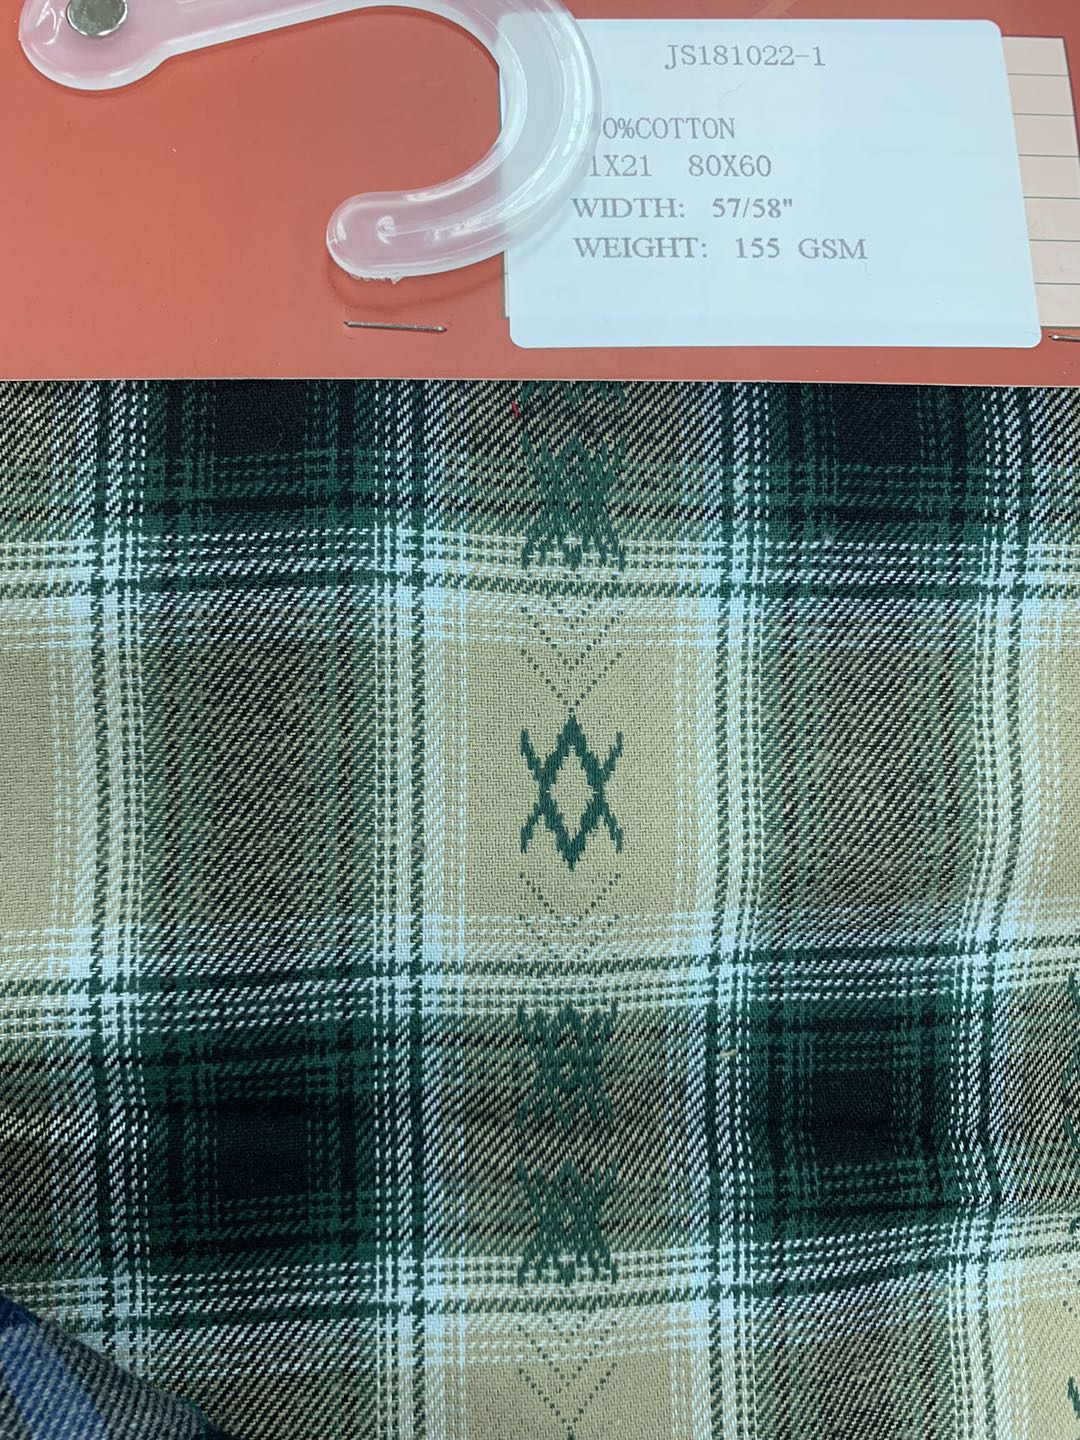 JS181022-1
0%COTTON
1X21 80X60
WIDTH: 57/58"
WEIGHT: 155 GSM